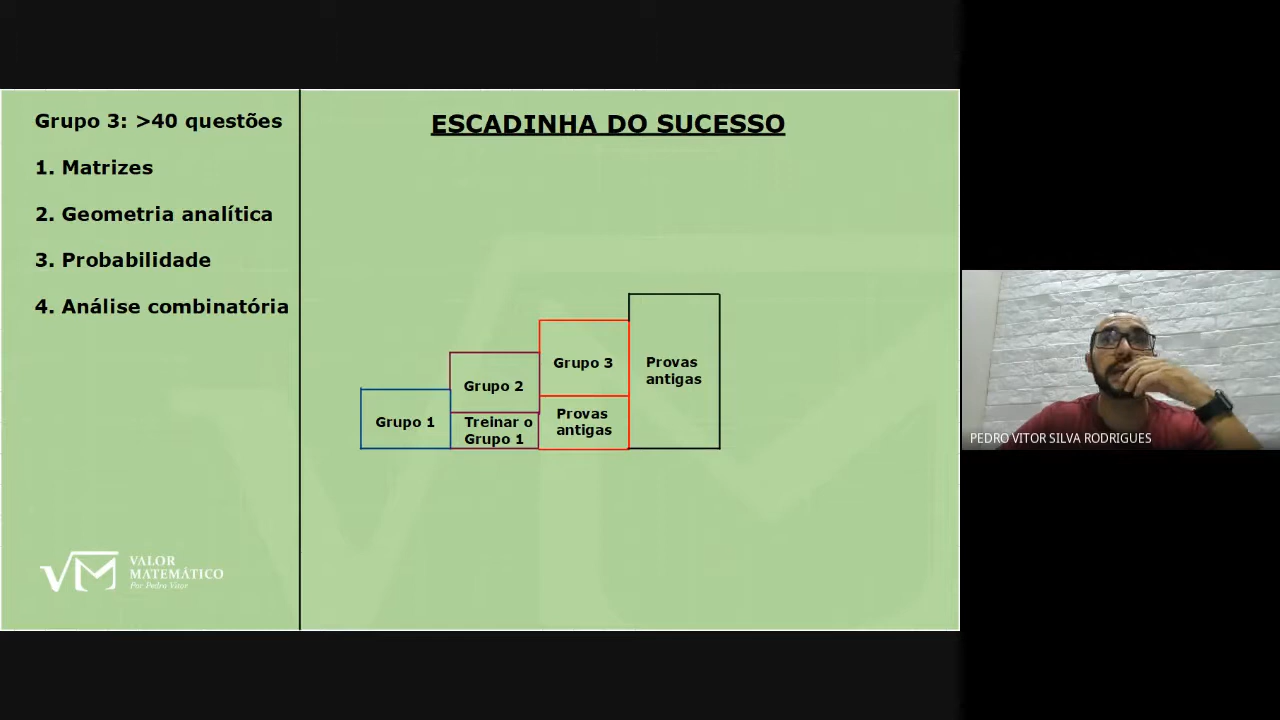 Grupo 3: >40 questões
1. Matrizes
2. Geometria analítica
3. Probabilidade
4. Análise combinatória
ESCADINHA DO SUCESSO
Grupo 1
Grupo 2
Treinar o
Grupo 1
Grupo 3
Provas
antigas
Provas
antigas
VM VALOR
MATEMÁTICO
Por Pedro Vitor
PEDRO VITOR SILVA RODRIGUES